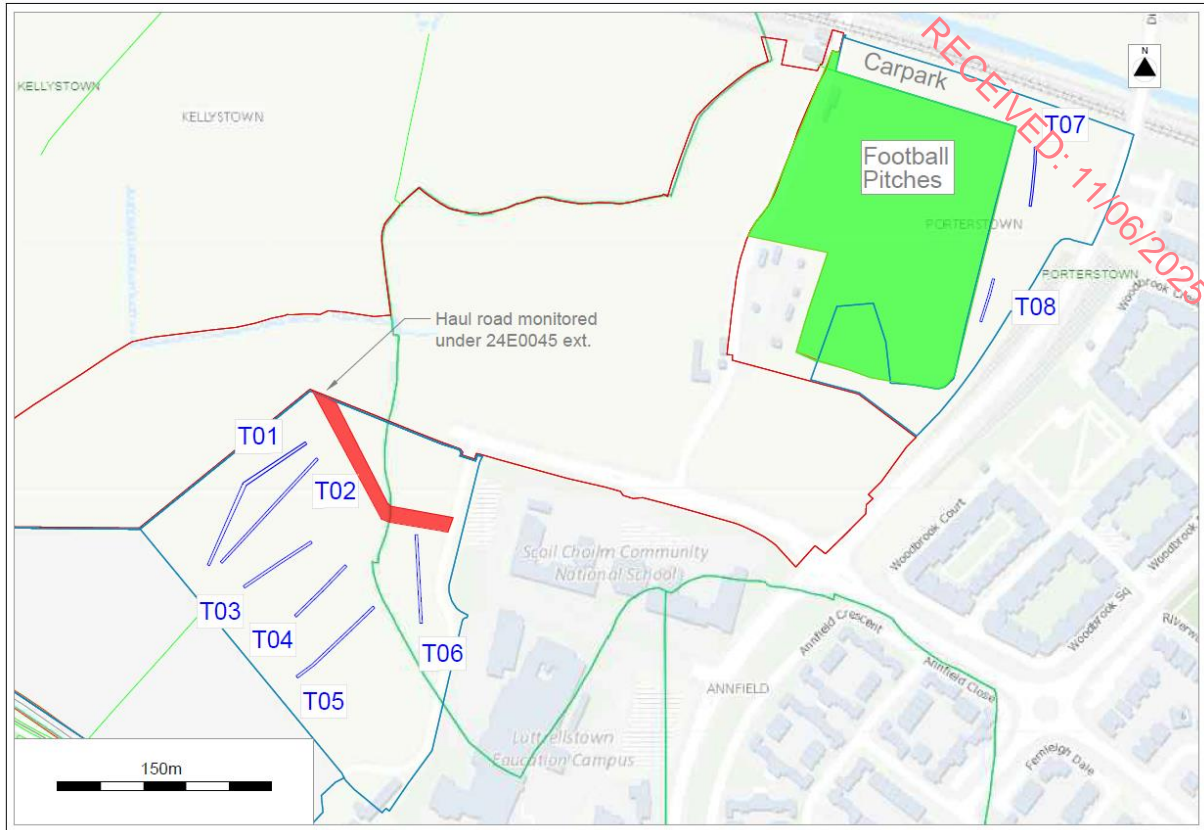 RECEIVED: 11/06/2025
N
KELLYSTOWN
KELLYSTOWN
Carpark
T07
Football
Pitches
PORTERSTOWN
PORTERSTOWN
T08
Haul road monitored
under 24E0045 ext.
T01
T02
T03
T04
T05
T06
Scoil Choilm Community
National School
Woodbrook Court
Woodbrook Sq
Annfield Crescent
Annfield Close
ANNFIELD
Luttrellstown
Education Campus
Fernleigh Dale
150m